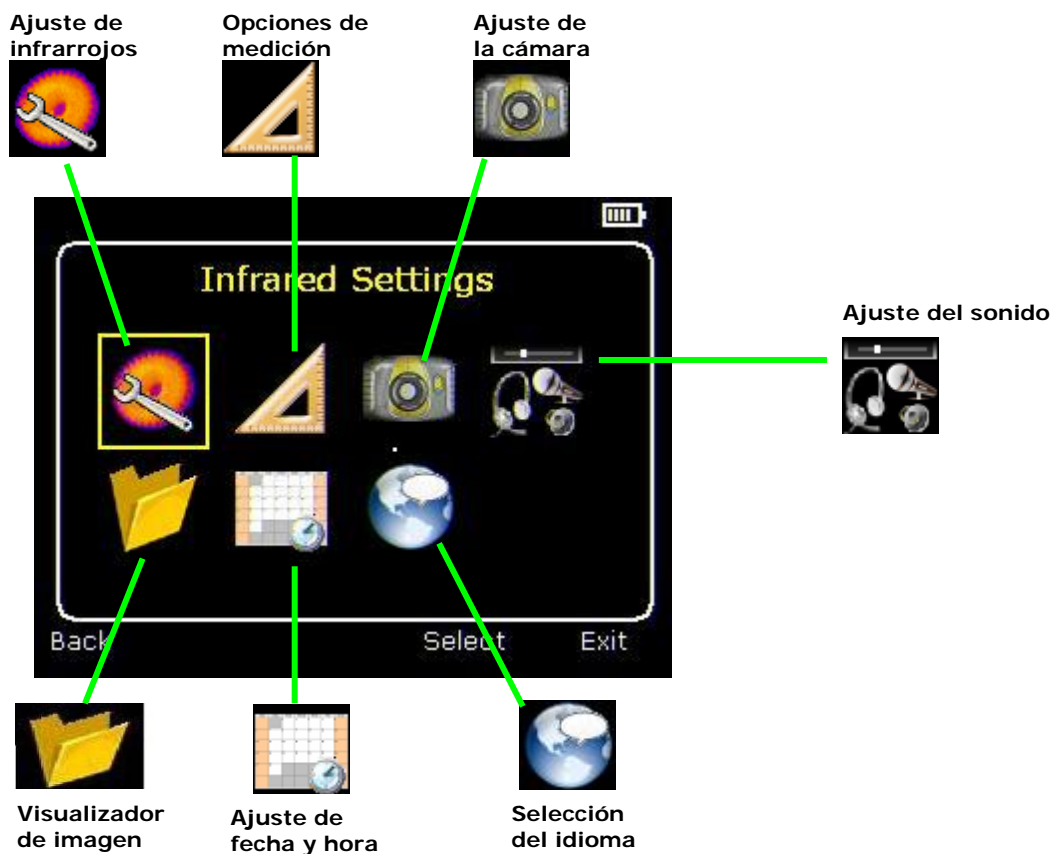 Ajuste de
infrarrojos
Opciones de
medición
Ajuste de
la cámara
Infrared Settings
Ajuste del sonido
Back
Select
Exit
Visualizador
de imagen
Ajuste de
fecha y hora
Selección
del idioma